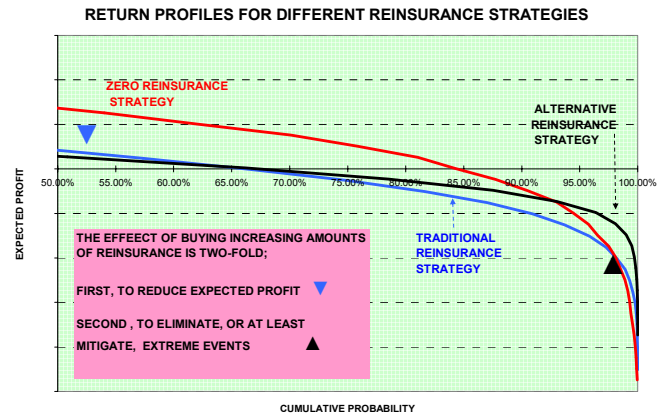 RETURN PROFILES FOR DIFFERENT REINSURANCE STRATEGIES
ZERO REINSURANCE
STRATEGY
ALTERNATIVE
REINSURANCE
STRATEGY
EXPECTED PROFIT
50.00% 55.00% 60.00% 65.00% 70.00% 75.00% 80.00% 85.00% 90.00% 95.00% 100.00%
TRADITIONAL
REINSURANCE
STRATEGY
THE EFFEECT OF BUYING INCREASING AMOUNTS
OF REINSURANCE IS TWO-FOLD;
FIRST, TO REDUCE EXPECTED PROFIT
SECOND , TO ELIMINATE, OR AT LEAST
MITIGATE, EXTREME EVENTS
CUMULATIVE PROBABILITY